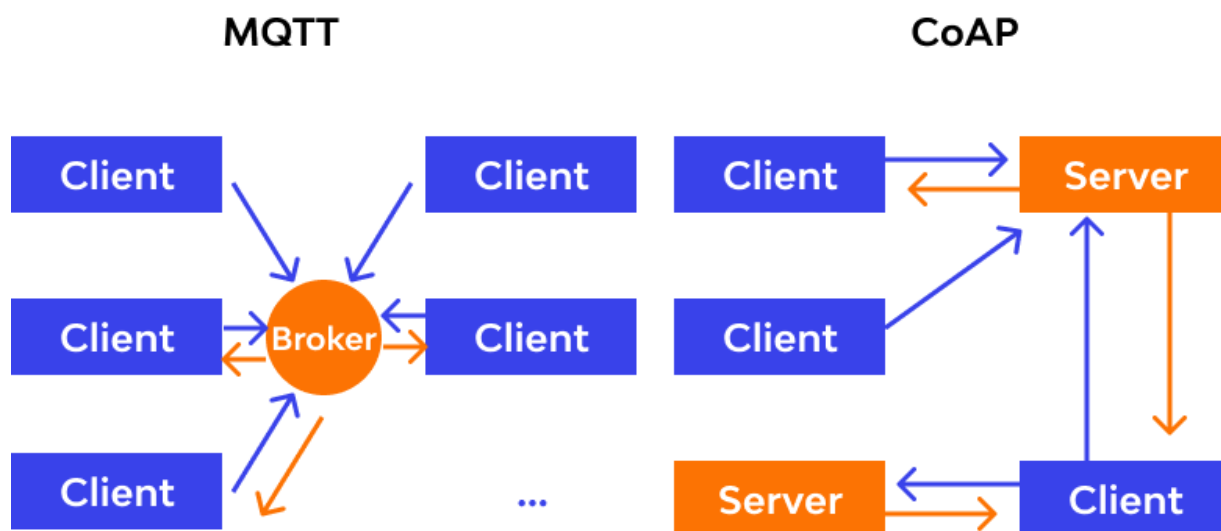 MQTT
CoAP
Client
Client
Client
Server
Client
Broker
Client
Client
Client
...
Server
Client